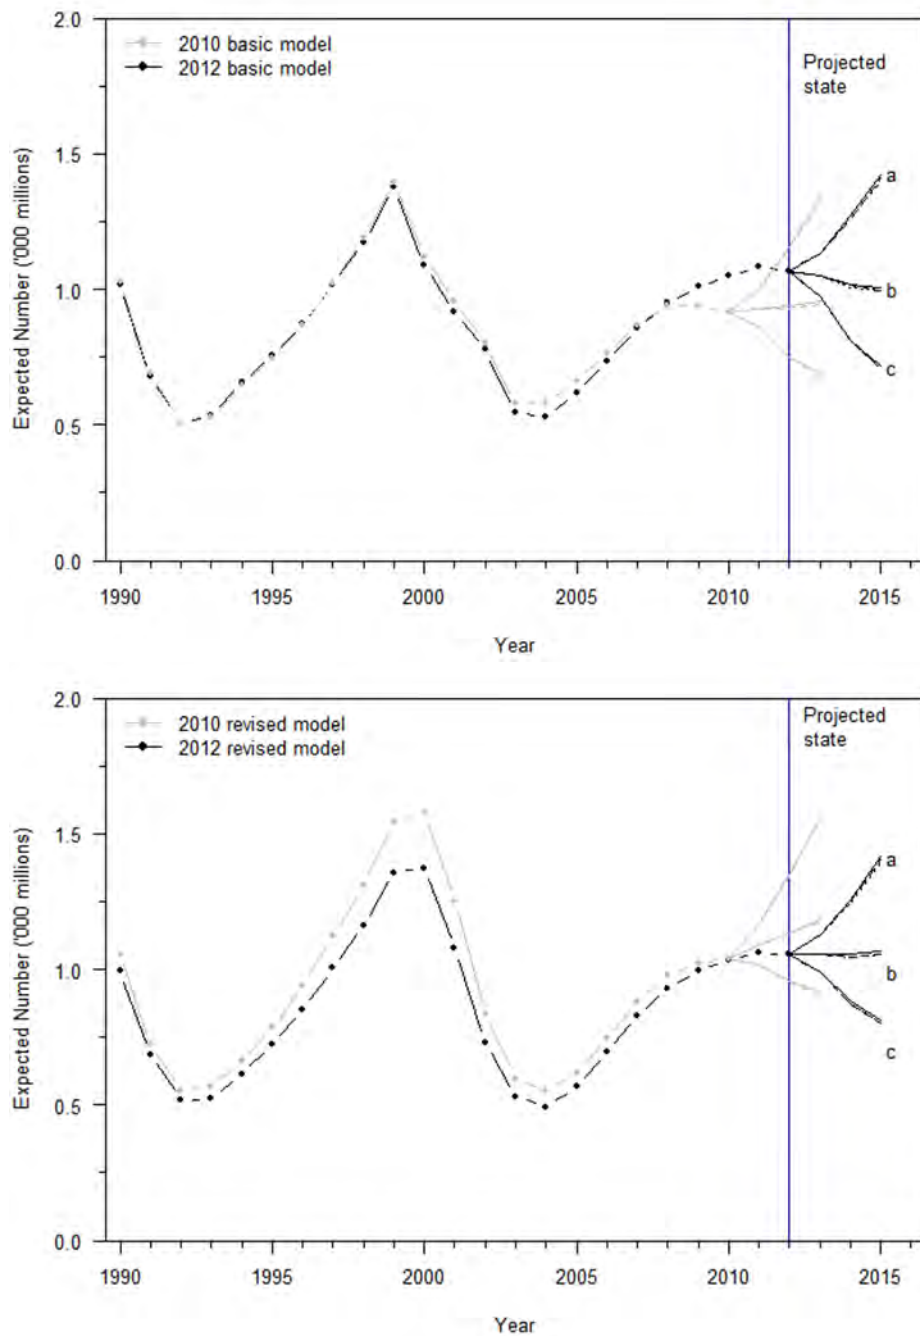 2.0
2010 basic model
2012 basic model
Projected
state
1.5
a
1.0
b
c
0.5
0.0
Expected Number ('000 millions)
1990 1995 2000 2005 2010 2015
Year
2.0
2010 revised model
2012 revised model
Projected
state
1.5
a
1.0
b
c
0.5
0.0
Expected Number ('000 millions)
1990 1995 2000 2005 2010 2015
Year